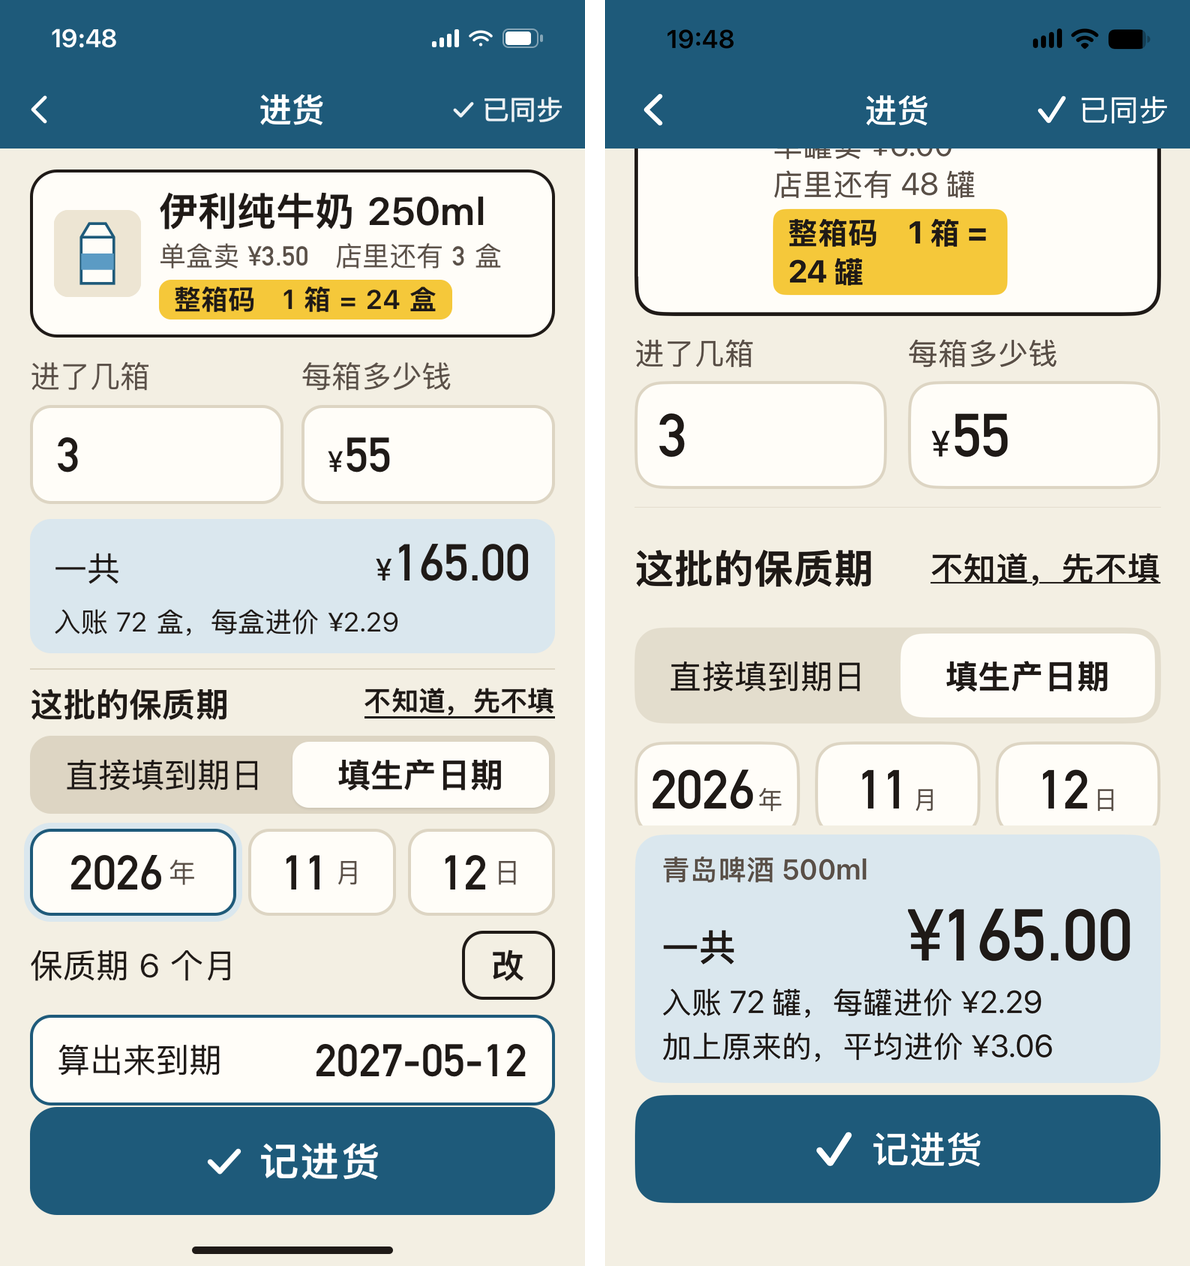 19:48
进货
已同步
伊利纯牛奶 250ml
单盒卖 ¥3.50 店里还有 3 盒
整箱码 1 箱 = 24 盒
进了几箱 每箱多少钱
3 ¥55
一共 ¥165.00
入账 72 盒，每盒进价 ¥2.29
这批的保质期 不知道，先不填
直接填到期日 填生产日期
2026 年 11 月 12 日
保质期 6 个月 改
算出来到期 2027-05-12
记进货
19:48
进货
已同步
店里还有 48 罐
整箱码 1 箱 =
24 罐
进了几箱 每箱多少钱
3 ¥55
这批的保质期 不知道，先不填
直接填到期日 填生产日期
2026 年 11 月 12 日
青岛啤酒 500ml
一共 ¥165.00
入账 72 罐，每罐进价 ¥2.29
加上原来的，平均进价 ¥3.06
记进货